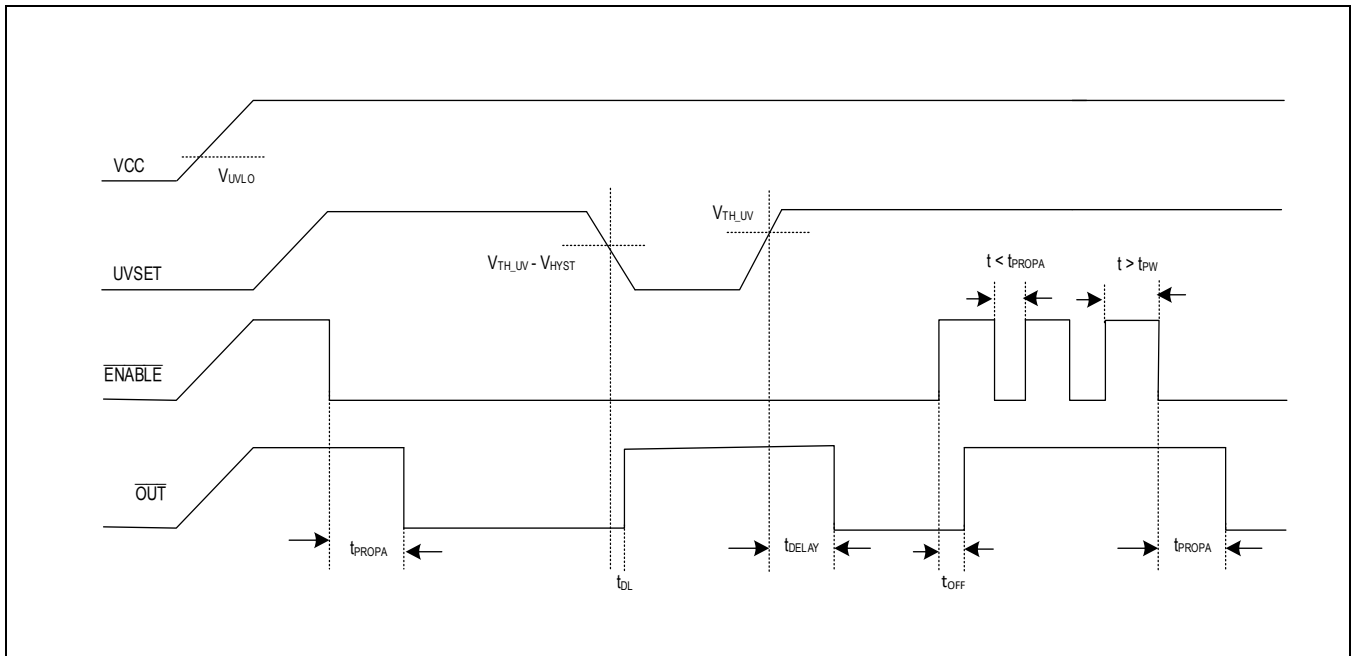 VCC
VUVLO
VTH_UV
VTH_UV - VHYST
UVSET
t < tPROPA
t > tPW
ENABLE
OUT
tPROPA
tDL
tDELAY
tOFF
tPROPA